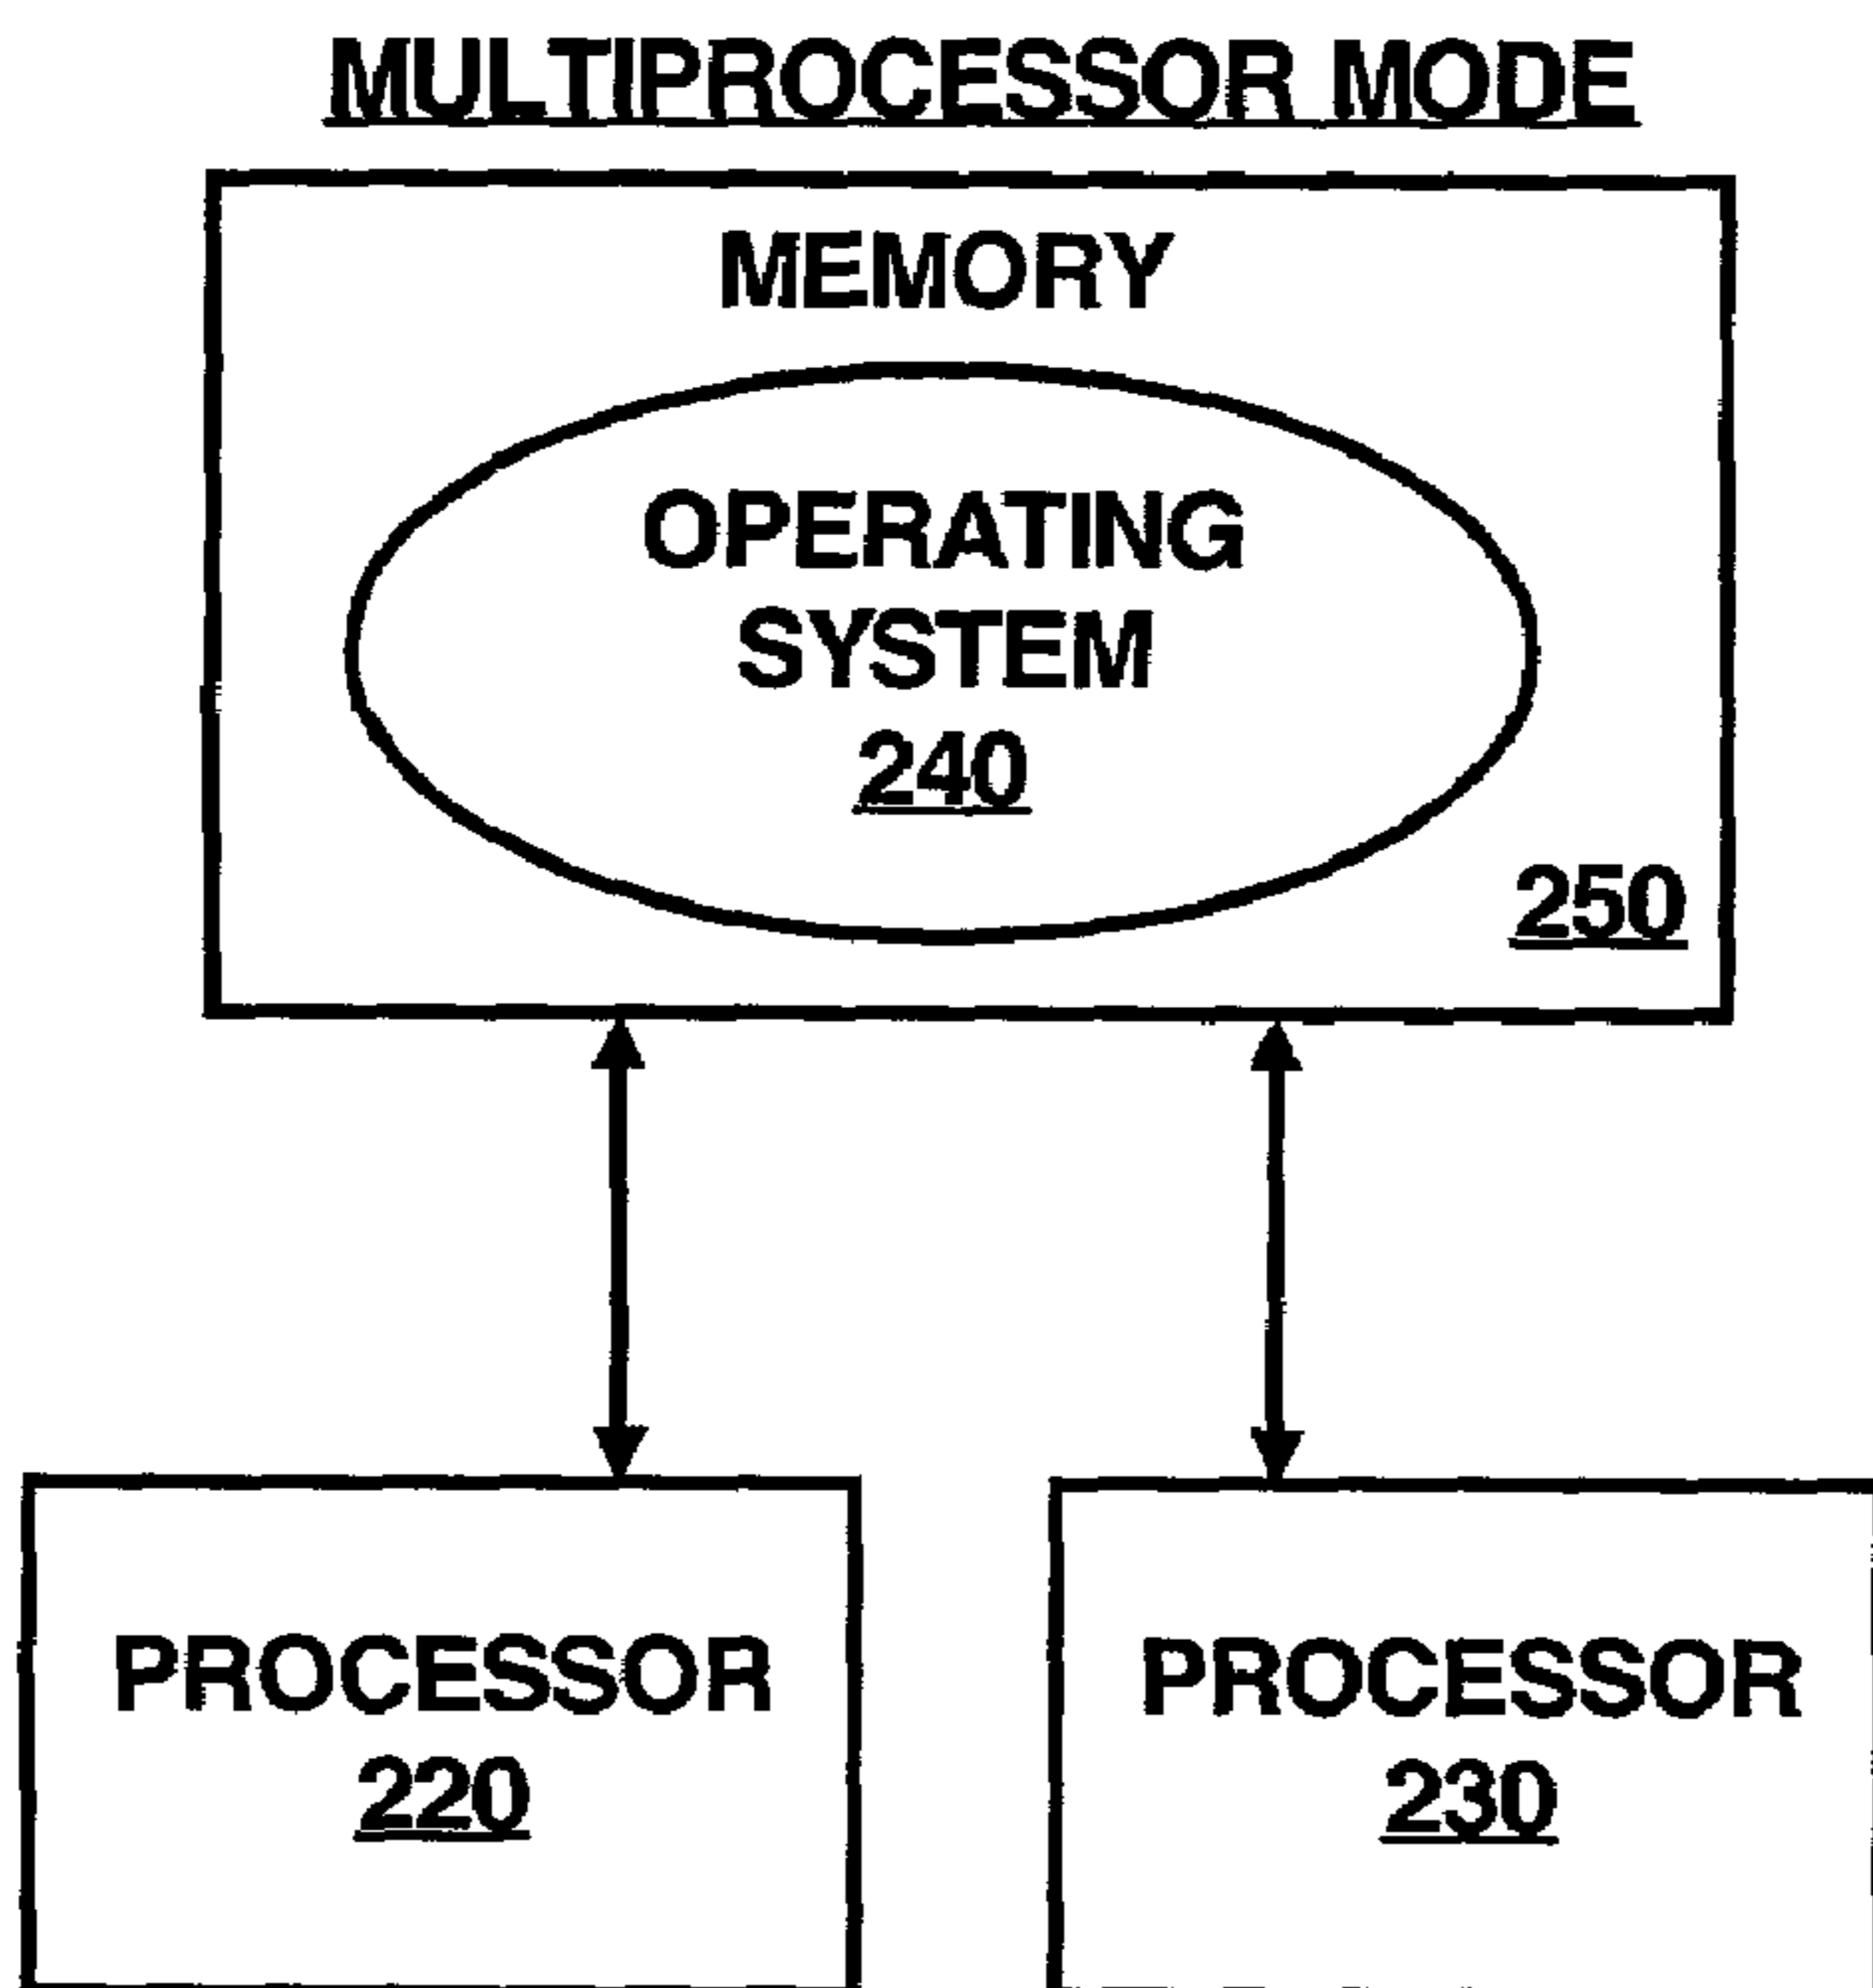 MULTIPROCESSOR MODE
MEMORY
OPERATING
SYSTEM
240
250
PROCESSOR
220
PROCESSOR
230